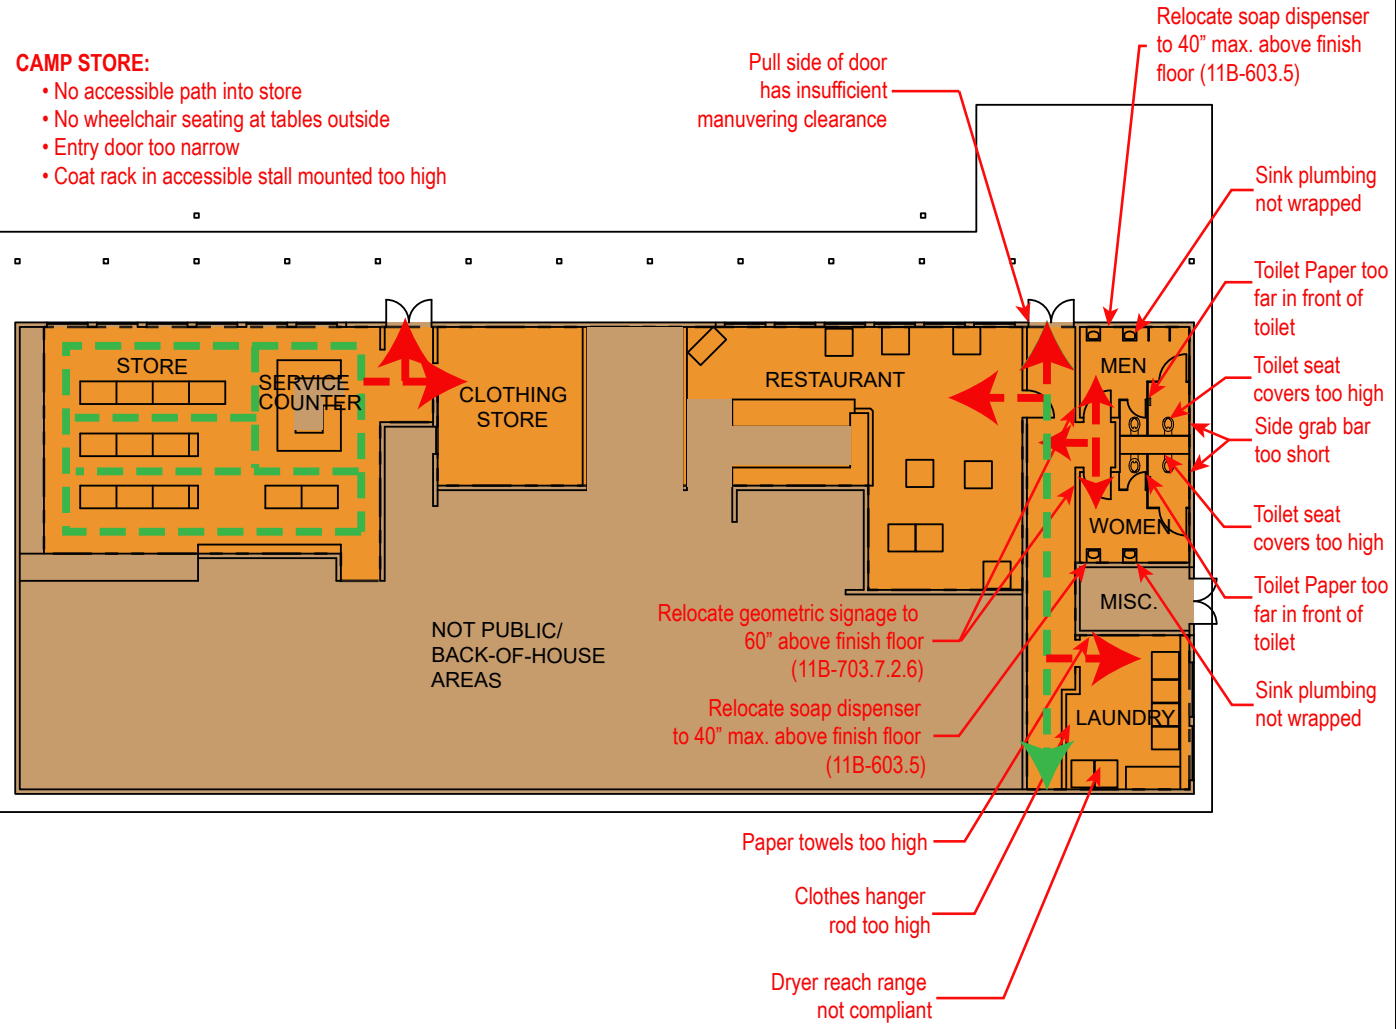 CAMP STORE:
• No accessible path into store
• No wheelchair seating at tables outside
• Entry door too narrow
• Coat rack in accessible stall mounted too high
Pull side of door
has insufficient
manuvering clearance
Relocate soap dispenser
to 40” max. above finish
floor (11B-603.5)
Sink plumbing
not wrapped
Toilet Paper too
far in front of
toilet
Toilet seat
covers too high
Side grab bar
too short
Toilet seat
covers too high
Toilet Paper too
far in front of
toilet
Sink plumbing
not wrapped
STORE
SERVICE
COUNTER
CLOTHING
STORE
RESTAURANT
MEN
WOMEN
MISC.
LAUNDRY
NOT PUBLIC/
BACK-OF-HOUSE
AREAS
Relocate geometric signage to
60” above finish floor
(11B-703.7.2.6)
Relocate soap dispenser
to 40” max. above finish floor
(11B-603.5)
Paper towels too high
Clothes hanger
rod too high
Dryer reach range
not compliant